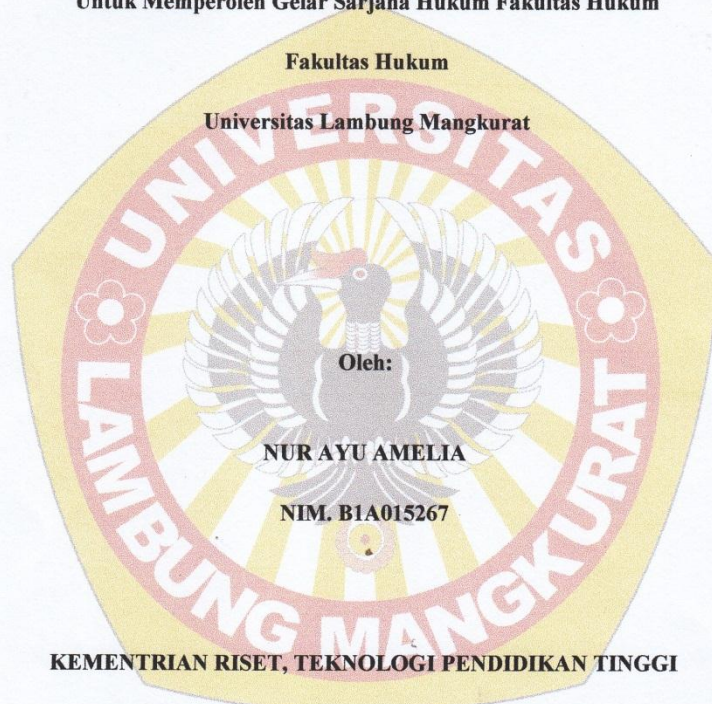 Untuk Memperoleh Gelar Sarjana Hukum Fakultas Hukum
Fakultas Hukum
Universitas Lambung Mangkurat
UNIVERSITAS
LAMBUNG MANGKURAT
Oleh:
NUR AYU AMELIA
NIM. B1A015267
KEMENTRIAN RISET, TEKNOLOGI PENDIDIKAN TINGGI